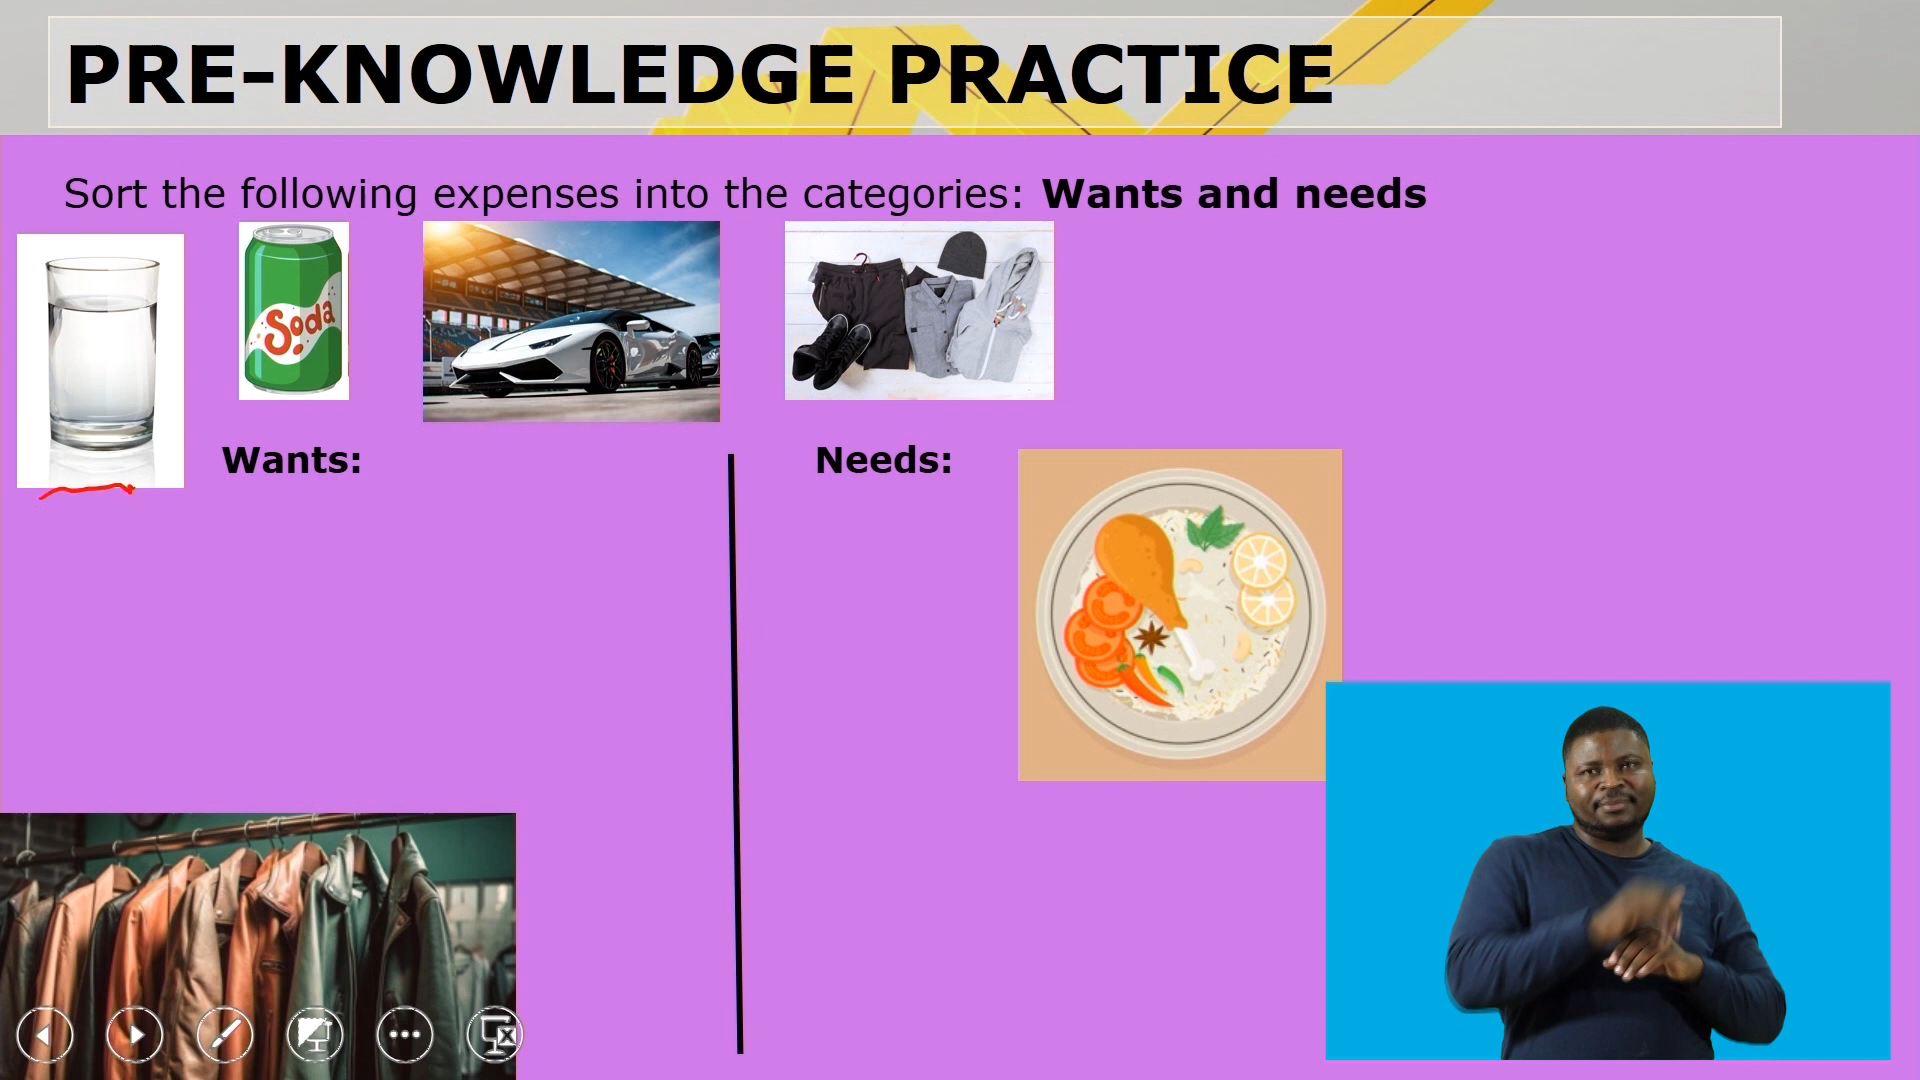 PRE-KNOWLEDGE PRACTICE
Sort the following expenses into the categories: Wants and needs
Soda
Wants:
Needs: